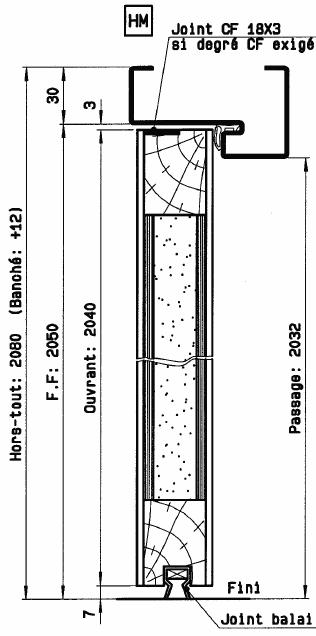 HM
Joint CF 18X3
si degré CF exigé
30
3
Hors-tout: 2080 (Banché: +12)
F.F: 2050
Ouvrant: 2040
Passage: 2032
Fini
7
Joint balai